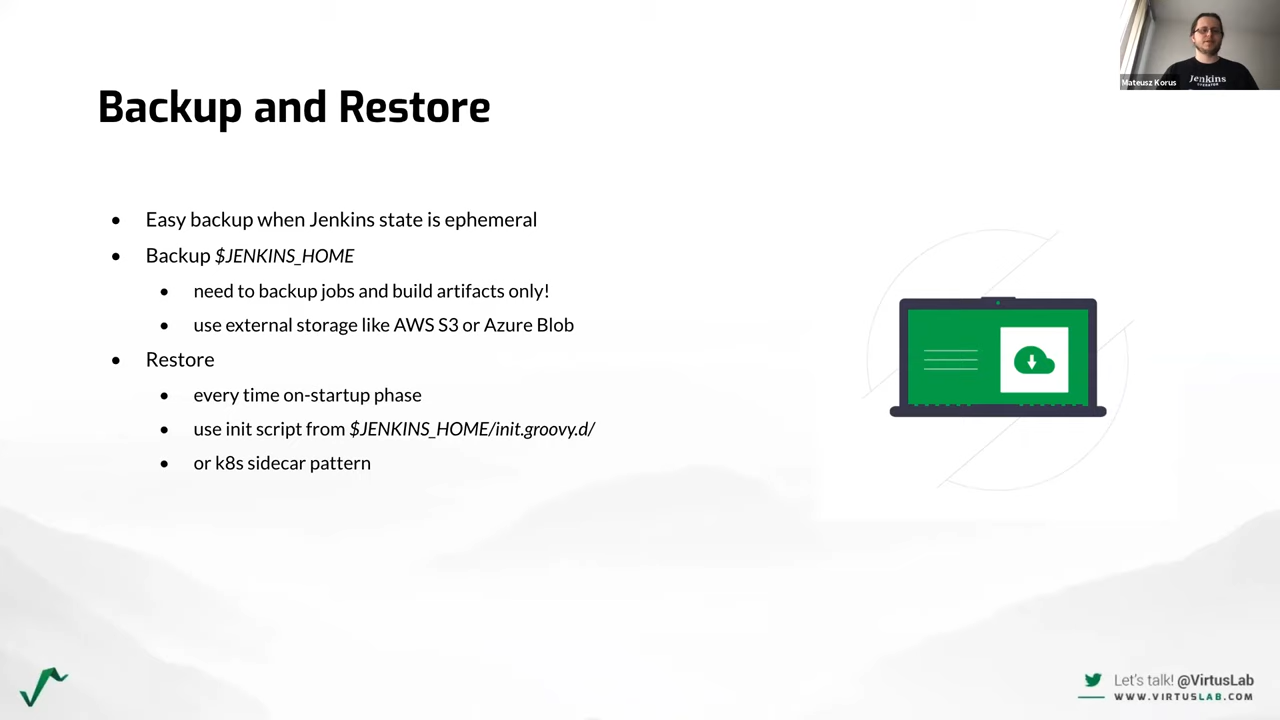 Backup and Restore
• Easy backup when Jenkins state is ephemeral
• Backup $JENKINS_HOME
• need to backup jobs and build artifacts only!
• use external storage like AWS S3 or Azure Blob
• Restore
• every time on-startup phase
• use init script from $JENKINS_HOME/init.groovy.d/
• or k8s sidecar pattern
Jenkins
Mateusz Korus
Let's talk! @VirtusLab
WWW.VIRTUSLAB.COM